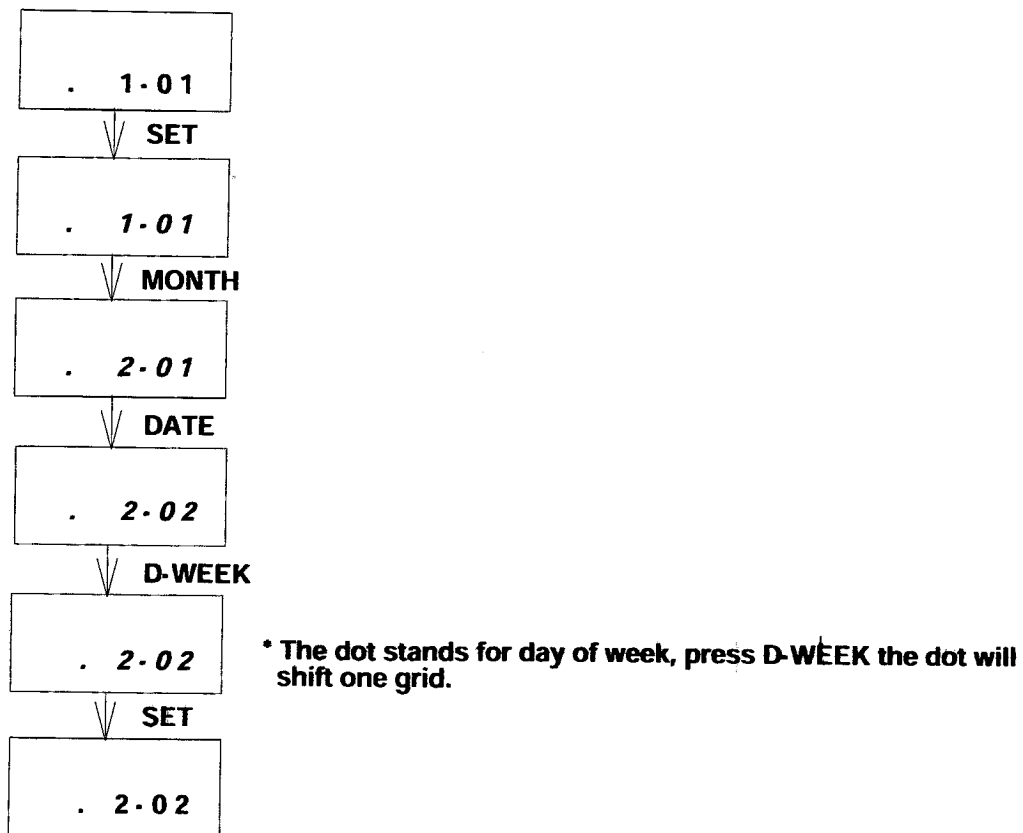 . 1-01
SET
. 1-01
MONTH
. 2-01
DATE
. 2-02
D-WEEK
. 2-02
* The dot stands for day of week, press D-WEEK the dot will
shift one grid.
SET
. 2-02